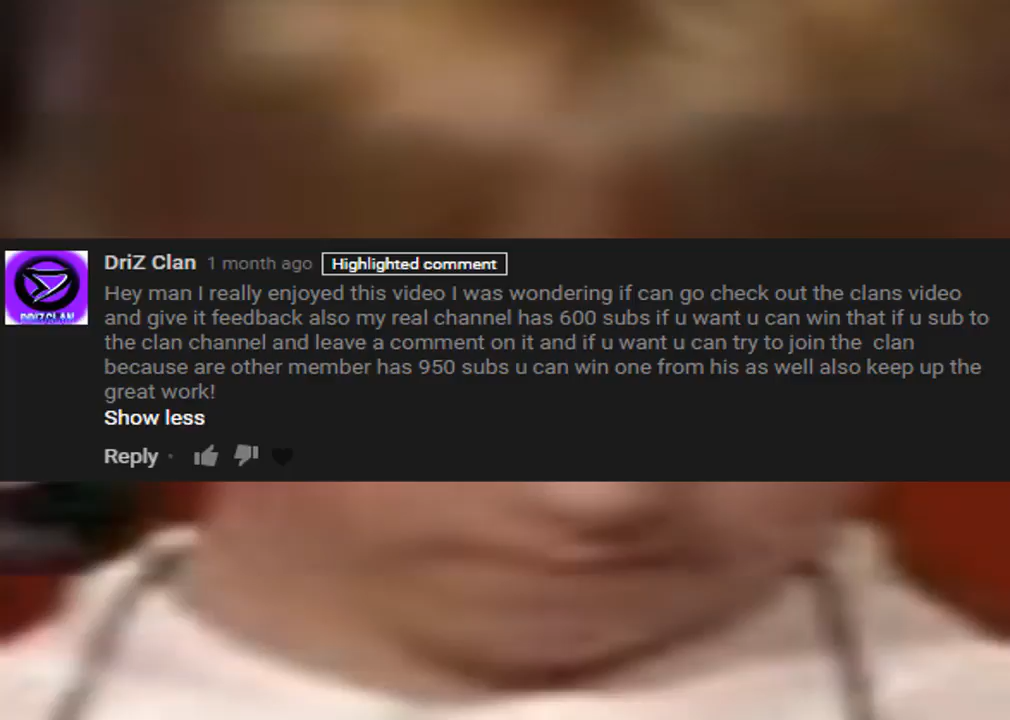 DriZ Clan 1 month ago Highlighted comment
Hey man I really enjoyed this video I was wondering if can go check out the clans video
and give it feedback also my real channel has 600 subs if u want u can win that if u sub to
the clan channel and leave a comment on it and if u want u can try to join the  clan
because are other member has 950 subs u can win one from his as well also keep up the
great work!
Show less
Reply ·
DRIZ CLAN